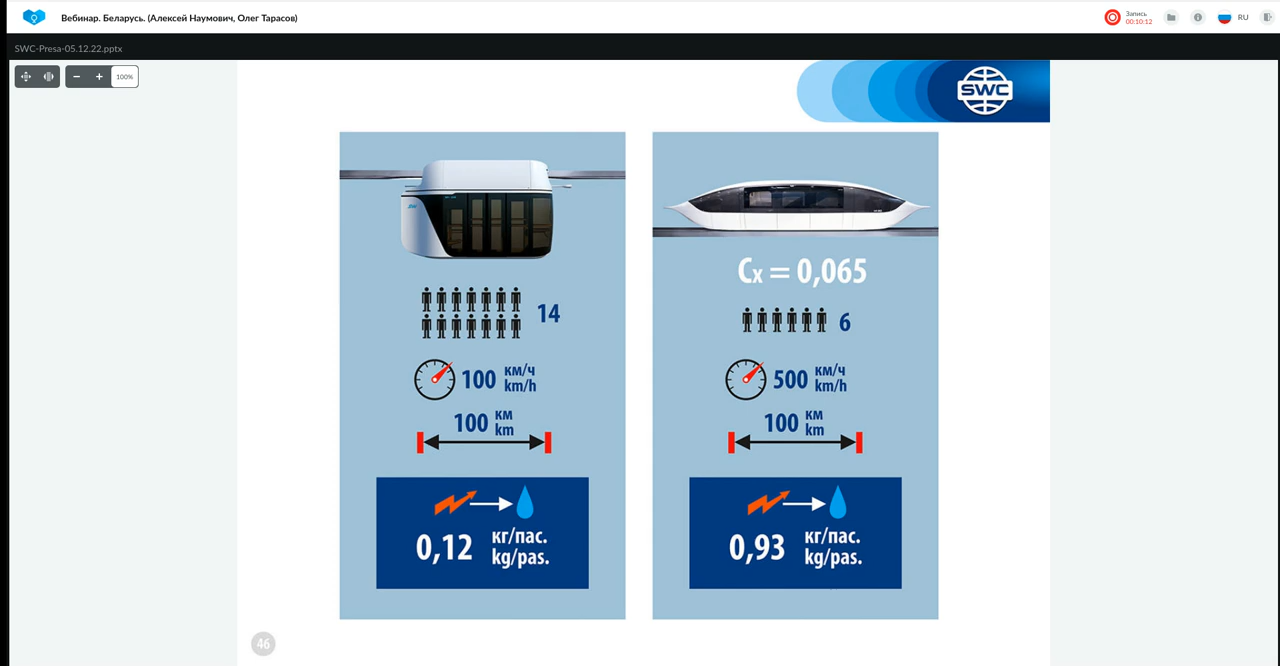 Вебинар. Беларусь. (Алексей Наумович, Олег Тарасов)
Запись
00:10:12
RU
SWC-Presa-05.12.22.pptx
100%
SWC
14
100 км/ч
km/h
100 км
km
0,12 кг/пас.
kg/pas.
Cx = 0,065
6
500 км/ч
km/h
100 км
km
0,93 кг/пас.
kg/pas.
46